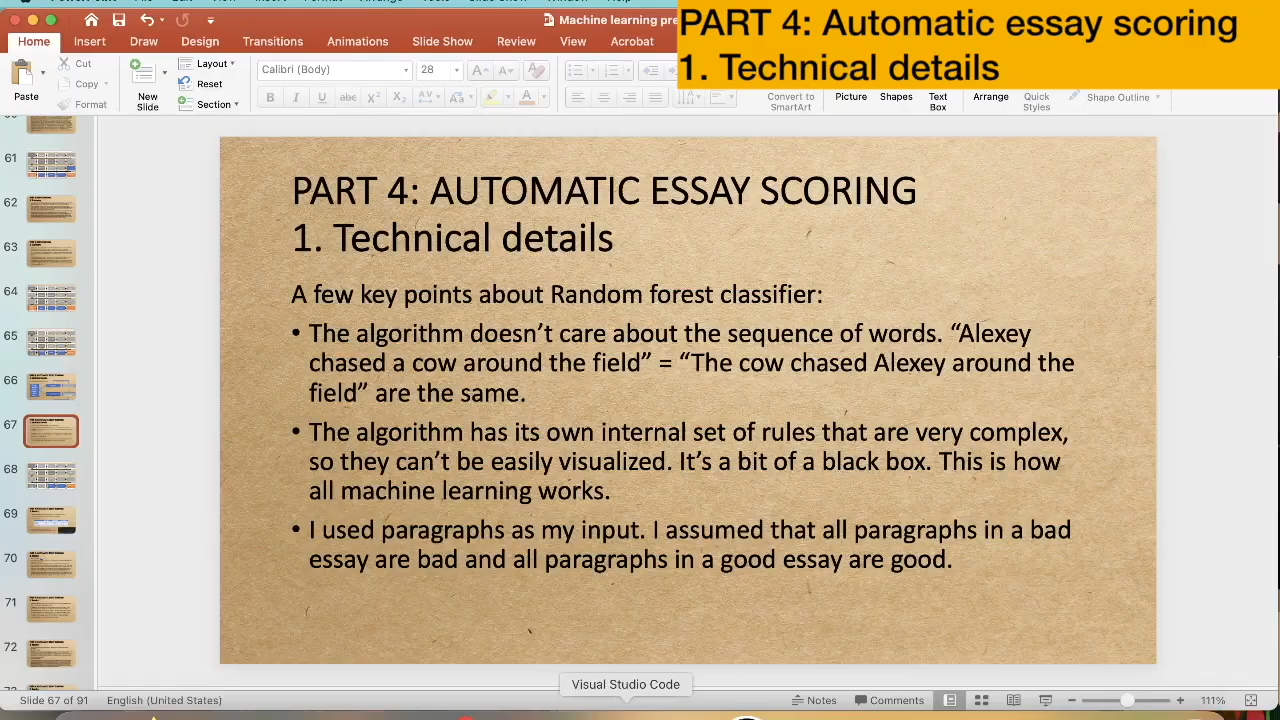 Machine learning pre
PART 4: Automatic essay scoring
1. Technical details
Home Insert Draw Design Transitions Animations Slide Show Review View Acrobat
Paste
Cut
Copy
Format
New
Slide
Layout
Reset
Section
Calibri (Body) 28
Convert to
SmartArt
Picture
Shapes
Text
Box
Arrange
Quick
Styles
Shape Outline
61
62
63
64
65
66
67
68
69
70
71
72
PART 4: AUTOMATIC ESSAY SCORING
1. Technical details
A few key points about Random forest classifier:
• The algorithm doesn’t care about the sequence of words. “Alexey
chased a cow around the field” = “The cow chased Alexey around the
field” are the same.
• The algorithm has its own internal set of rules that are very complex,
so they can’t be easily visualized. It’s a bit of a black box. This is how
all machine learning works.
• I used paragraphs as my input. I assumed that all paragraphs in a bad
essay are bad and all paragraphs in a good essay are good.
Visual Studio Code
Slide 67 of 91 English (United States) Notes Comments 111%